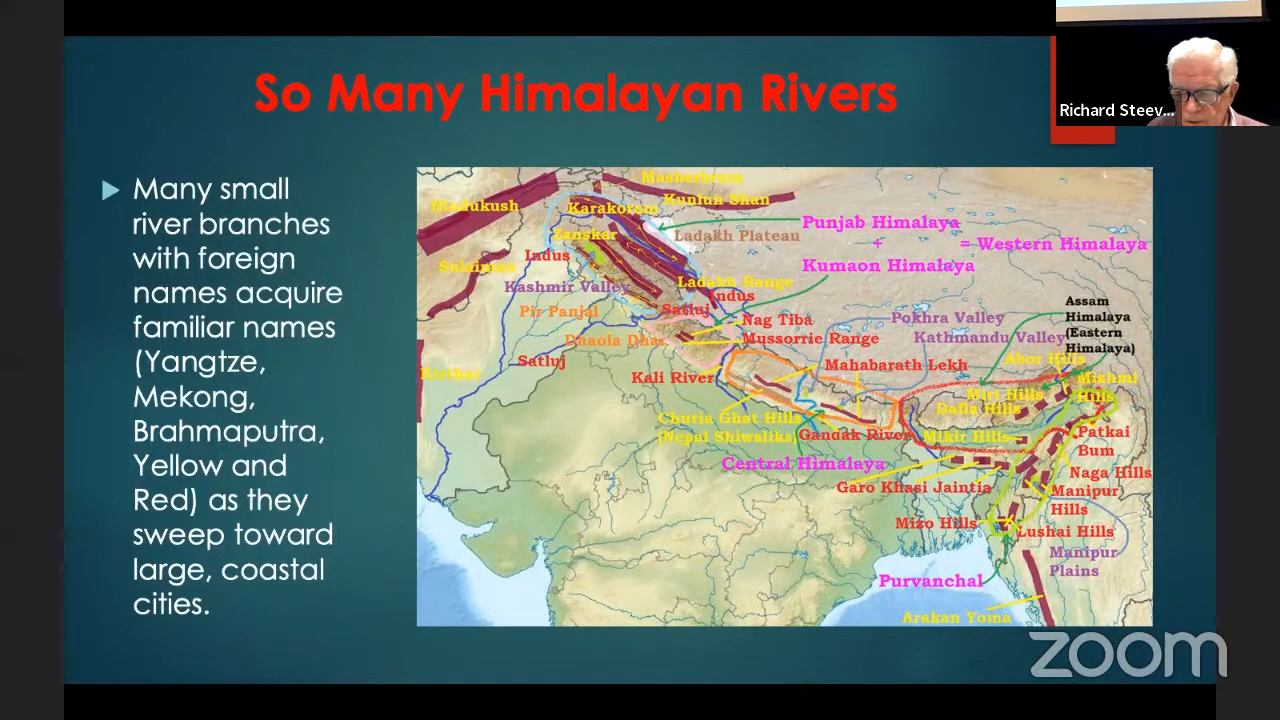 So Many Himalayan Rivers
Richard Steev...
Many small
river branches
with foreign
names acquire
familiar names
(Yangtze,
Mekong,
Brahmaputra,
Yellow and
Red) as they
sweep toward
large, coastal
cities.
Masherbrum
Hindukush
Karakoram
Kunlun Shan
Punjab Himalaya
+
= Western Himalaya
Kumaon Himalaya
Zanskar
Ladakh Plateau
Indus
Sulaiman
Kashmir Valley
Ladakh Range
Indus
Pir Panjal
Satluj
Nag Tiba
Pokhra Valley
Assam
Himalaya
(Eastern
Himalaya)
Dhaola Dhar
Mussorrie Range
Kathmandu Valley
Satluj
Kirthar
Kali River
Mahabarath Lekh
Abor Hills
Mishmi
Hills
Miri Hills
Dafla Hills
Churia Ghat Hills
(Nepal Shiwaliks)
Gandak River
Mikir Hills
Patkai
Bum
Central Himalaya
Naga Hills
Garo Khasi Jaintia
Manipur
Hills
Mizo Hills
Lushai Hills
Manipur
Plains
Purvanchal
Arakan Yoma
zoom